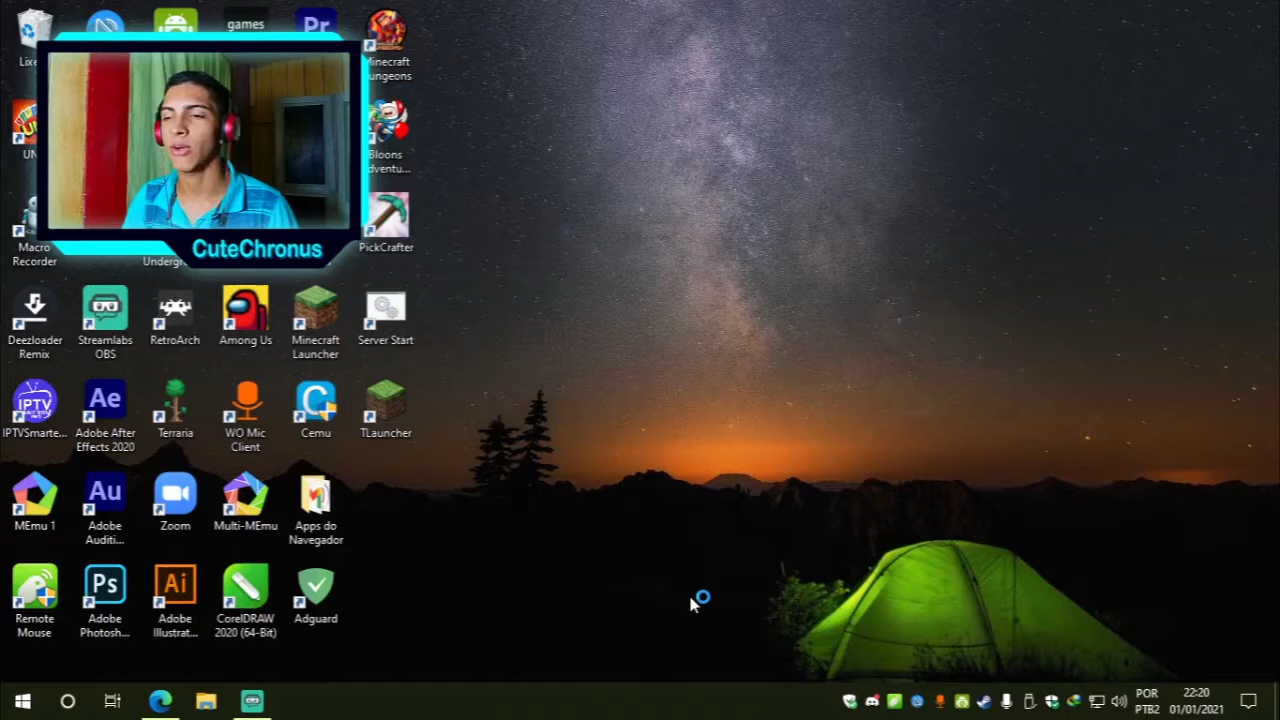 games
Pr
Lixe
Minecraft
ungeons
UN
Bloons
dventu...
CuteChronus
Macro
Recorder
Undergr
PickCrafter
Deezloader
Remix
Streamlabs
OBS
RetroArch
Among Us
Minecraft
Launcher
Server Start
IPTV
IPTVSmarte...
Ae
Adobe After
Effects 2020
Terraria
WO Mic
Client
Cemu
TLauncher
MEmu 1
Au
Adobe
Auditi...
Zoom
Multi-MEmu
Apps do
Navegador
Remote
Mouse
Ps
Adobe
Photosh...
Ai
Adobe
Illustrat...
CorelDRAW
2020 (64-Bit)
Adguard
POR
PTB2
22:20
01/01/2021